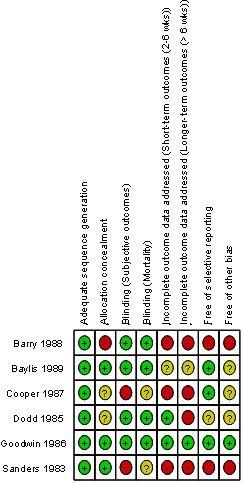 Adequate sequence generation
Allocation concealment
Blinding (Subjective outcomes)
Blinding (Mortality)
Incomplete outcome data addressed (Short-term outcomes (2-6 wks))
Incomplete outcome data addressed (Longer-term outcomes (> 6 wks))
Free of selective reporting
Free of other bias
Barry 1988 + - + + - - - -
Baylis 1989 + + + + ? ? + ?
Cooper 1987 + ? - ? - - + ?
Dodd 1985 + ? + + + - ? ?
Goodwin 1986 + + + + + + + +
Sanders 1983 + + - ? - - - -